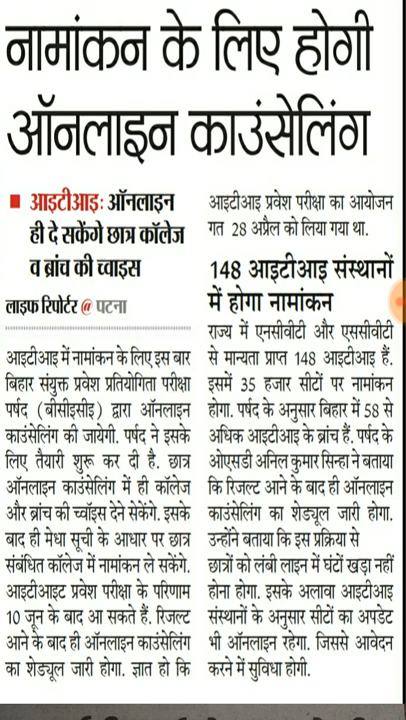 नामांकन के लिए होगी
ऑनलाइन काउंसेलिंग
■ आइटीआइ: ऑनलाइन
ही दे सकेंगे छात्र कॉलेज
व ब्रांच की च्वाइस
लाइफ रिपोर्टर @ पटना
आइटीआइ में नामांकन के लिए इस बार
बिहार संयुक्त प्रवेश प्रतियोगिता परीक्षा
पर्षद (बीसीइसीइ) द्वारा ऑनलाइन
काउंसेलिंग की जायेगी. पर्षद ने इसके
लिए तैयारी शुरू कर दी है. छात्र
ऑनलाइन काउंसेलिंग में ही कॉलेज
और ब्रांच की च्वॉइस देने सेकेंगे. इसके
बाद ही मेधा सूची के आधार पर छात्र
संबंधित कॉलेज में नामांकन ले सकेंगे.
आइटीआइट प्रवेश परीक्षा के परिणाम
10 जून के बाद आ सकते हैं. रिजल्ट
आने के बाद ही ऑनलाइन काउंसेलिंग
का शेड्यूल जारी होगा. ज्ञात हो कि
आइटीआइ प्रवेश परीक्षा का आयोजन
गत 28 अप्रैल को लिया गया था.
148 आइटीआइ संस्थानों
में होगा नामांकन
राज्य में एनसीवीटी और एससीवीटी
से मान्यता प्राप्त 148 आइटीआइ हैं.
इसमें 35 हजार सीटों पर नामांकन
होगा. पर्षद के अनुसार बिहार में 58 से
अधिक आइटीआइ के ब्रांच हैं. पर्षद के
ओएसडी अनिल कुमार सिन्हा ने बताया
कि रिजल्ट आने के बाद ही ऑनलाइन
काउंसेलिंग का शेड्यूल जारी होगा.
उन्होंने बताया कि इस प्रक्रिया से
छात्रों को लंबी लाइन में घंटों खड़ा नहीं
होना होगा. इसके अलावा आइटीआइ
संस्थानों के अनुसार सीटों का अपडेट
भी ऑनलाइन रहेगा. जिससे आवेदन
करने में सुविधा होगी.